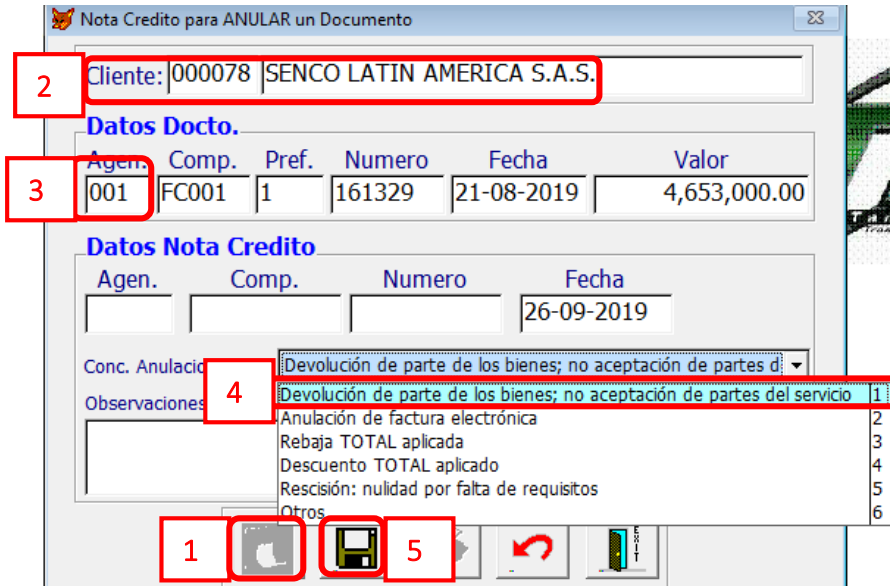 Nota Credito para ANULAR un Documento
2
Cliente: 000078 SENCO LATIN AMERICA S.A.S.
Datos Docto.
Agen. Comp. Pref. Numero Fecha Valor
3
001 FC001 1 161329 21-08-2019 4,653,000.00
Datos Nota Credito
Agen. Comp. Numero Fecha
26-09-2019
Conc. Anulacio Devolución de parte de los bienes; no aceptación de partes d
4
Devolución de parte de los bienes; no aceptación de partes del servicio 1
Observaciones
Anulación de factura electrónica 2
Rebaja TOTAL aplicada 3
Descuento TOTAL aplicado 4
Rescisión: nulidad por falta de requisitos 5
Otros 6
1
5
EXIT